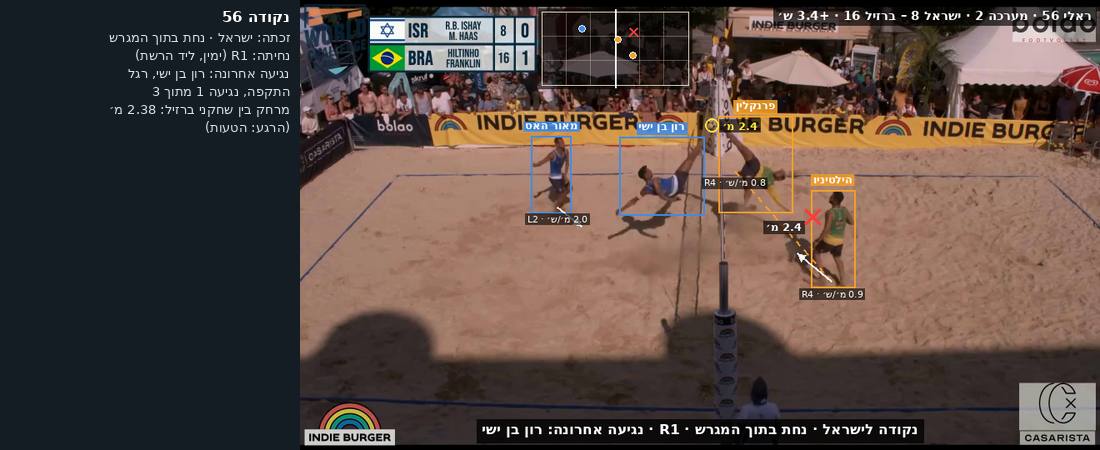 נקודה 56
זכתה: ישראל · נחת בתוך המגרש
נחיתה: R1 (ימין, ליד הרשת)
נגיעה אחרונה: רון בן ישי, רגל
התקפה, נגיעה 1 מתוך 3
מרחק בין שחקני ברזיל: 2.38 מ׳
(הרגע: הטעות)
ראלי 56 · מערכה 2 · ישראל 8 – ברזיל 16 · +3.4 ש׳
ISR R.B. ISHAY M. HAAS 8 0
BRA HILTINHO FRANKLIN 16 1
INDIE BURGER
bolao
FOOTVOLLEY
פרנקלין
מאור האס
רון בן ישי
2.4 מ׳
bolao
INDIE BURGER
INDIE BURGER
CASARISTA
R4 · 0.8 מ/ש׳
הילטיניו
L2 · 2.0 מ/ש׳
2.4 מ׳
R4 · 0.9 מ/ש׳
נקודה לישראל · נחת בתוך המגרש · R1 · נגיעה אחרונה: רון בן ישי
INDIE BURGER
CASARISTA